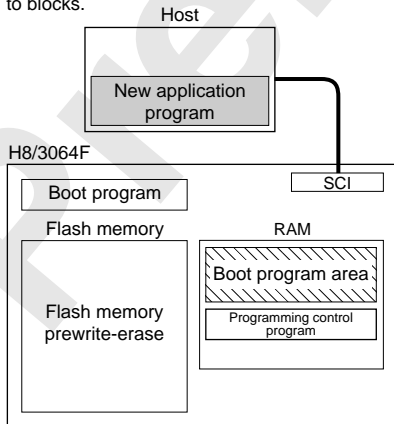 to blocks.
Host
New application
program
H8/3064F
SCI
Boot program
Flash memory
RAM
Boot program area
Flash memory
prewrite-erase
Programming control
program